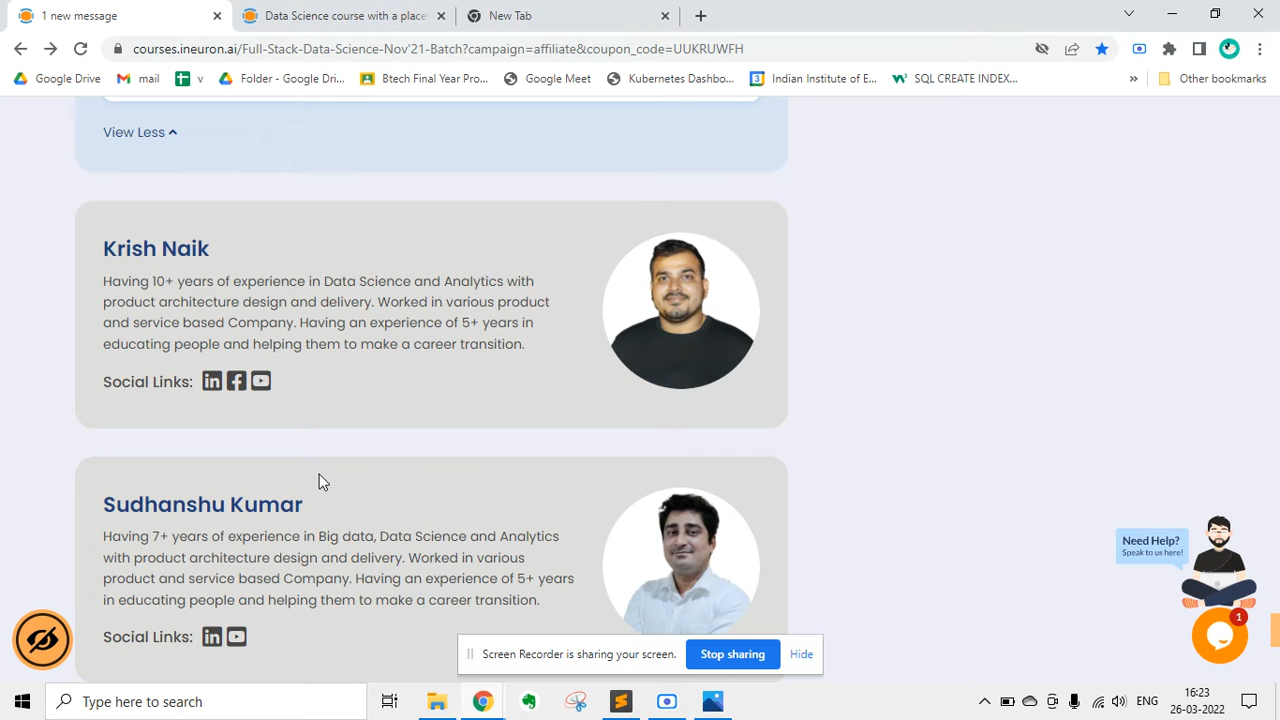 1 new message
Data Science course with a place
New Tab
courses.ineuron.ai/Full-Stack-Data-Science-Nov'21-Batch?campaign=affiliate&coupon_code=UUKRUWFH
Google Drive
mail
v
Folder - Google Dri...
Btech Final Year Pro...
Google Meet
Kubernetes Dashbo...
3
Indian Institute of E...
SQL CREATE INDEX...
»
Other bookmarks
View Less
Krish Naik
Having 10+ years of experience in Data Science and Analytics with
product architecture design and delivery. Worked in various product
and service based Company. Having an experience of 5+ years in
educating people and helping them to make a career transition.
Social Links:
Sudhanshu Kumar
Having 7+ years of experience in Big data, Data Science and Analytics
with product architecture design and delivery. Worked in various
product and service based Company. Having an experience of 5+ years
in educating people and helping them to make a career transition.
Social Links:
Need Help?
Speak to us here!
1
Screen Recorder is sharing your screen.
Stop sharing
Hide
Type here to search
ENG
16:23
26-03-2022